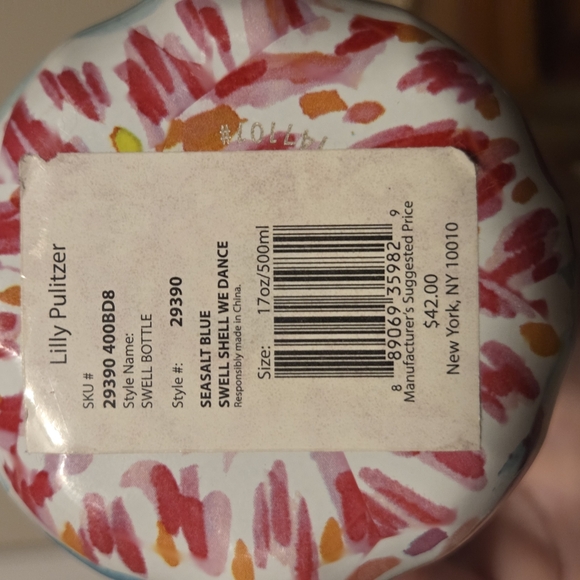 Lilly Pulitzer
SKU #
29390 400BD8
Style Name:
SWELL BOTTLE
Style #: 29390
SEASALT BLUE
SWELL SHELL WE DANCE
Responsibly made in China.
Size: 17oz/500ml
8 89069 35982 9
Manufacturer's Suggested Price
$42.00
New York, NY 10010